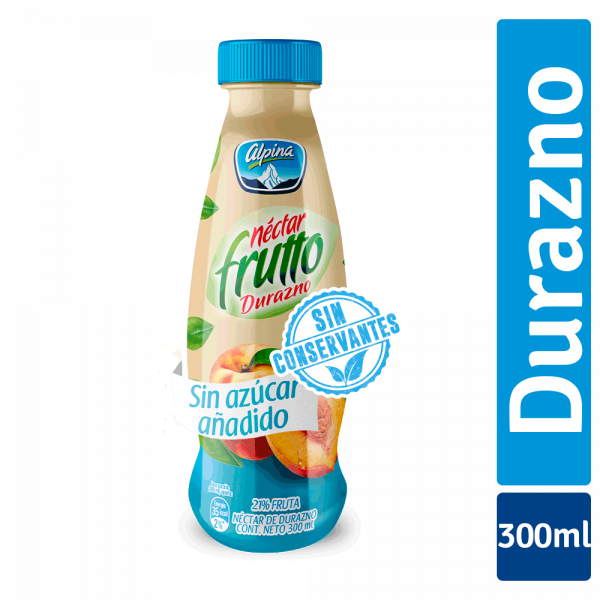 alpina
néctar
frutto
Durazno
SIN
CONSERVANTES
Sin azúcar
añadido
21% FRUTA
NÉCTAR DE DURAZNO
CONT. NETO 300 ml
Durazno
300ml